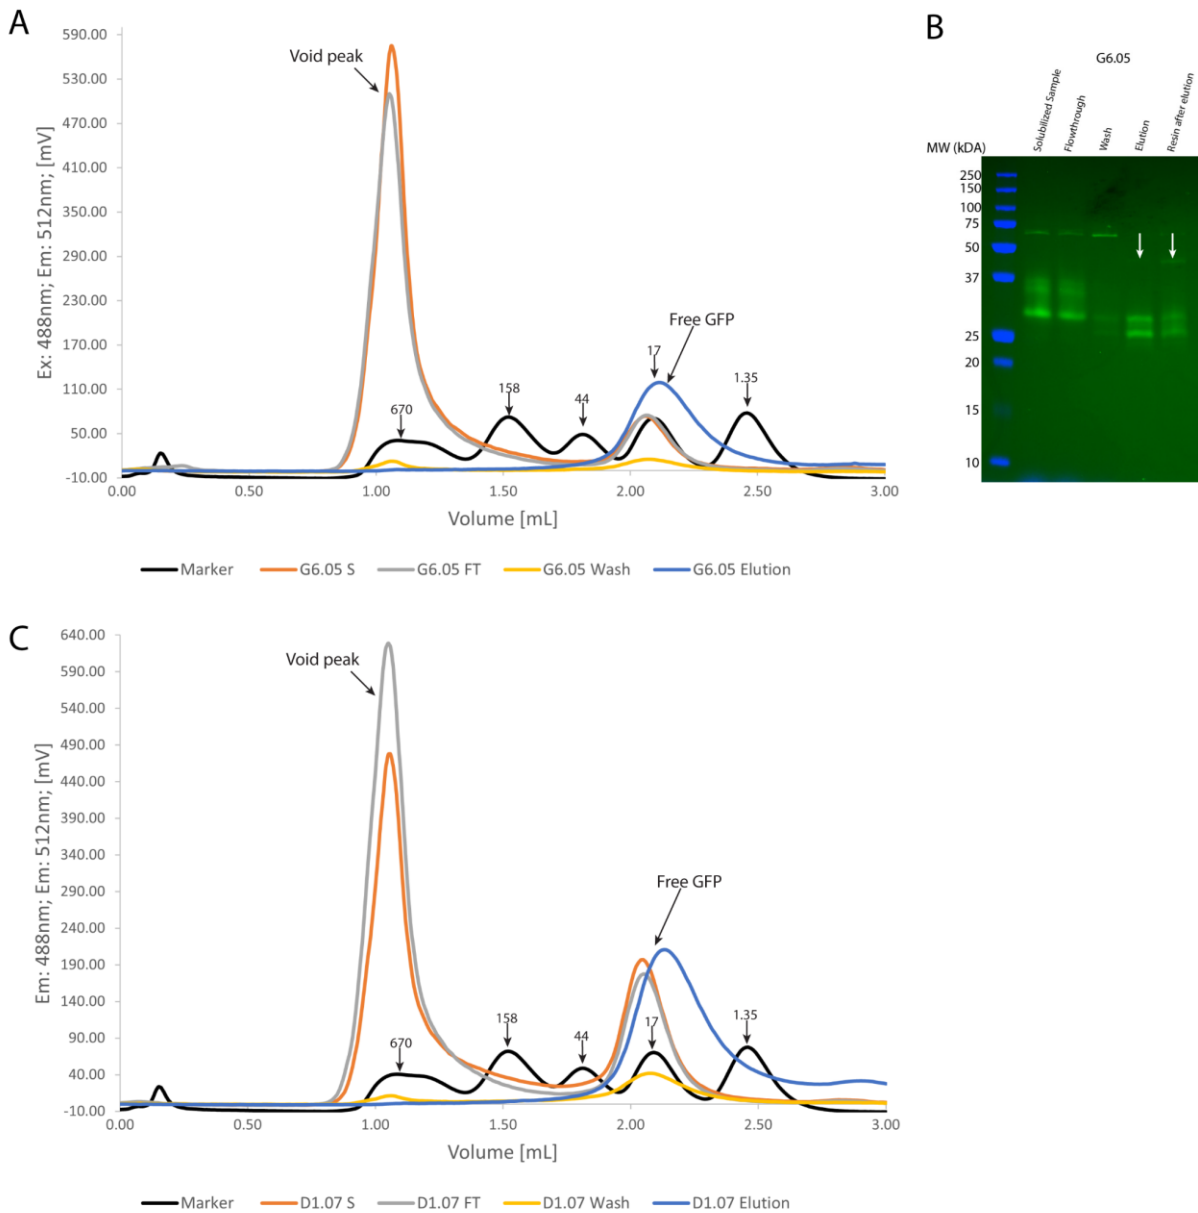 A
Ex: 488nm; Em: 512nm; [mV]
590.00
530.00
470.00
410.00
350.00
290.00
230.00
170.00
110.00
50.00
-10.00
Void peak
Free GFP
670
158
44
17
1.35
0.00 0.50 1.00 1.50 2.00 2.50 3.00
Volume [mL]
Marker G6.05 S G6.05 FT G6.05 Wash G6.05 Elution
B
G6.05
Solubilized Sample
Flowthrough
Wash
Elution
Resin after elution
MW (kDA)
250
150
100
75
50
37
25
20
15
10
C
Em: 488nm; Em: 512nm; [mV]
640.00
590.00
540.00
490.00
440.00
390.00
340.00
290.00
240.00
190.00
140.00
90.00
40.00
-10.00
Void peak
Free GFP
670
158
44
17
1.35
0.00 0.50 1.00 1.50 2.00 2.50 3.00
Volume [mL]
Marker D1.07 S D1.07 FT D1.07 Wash D1.07 Elution